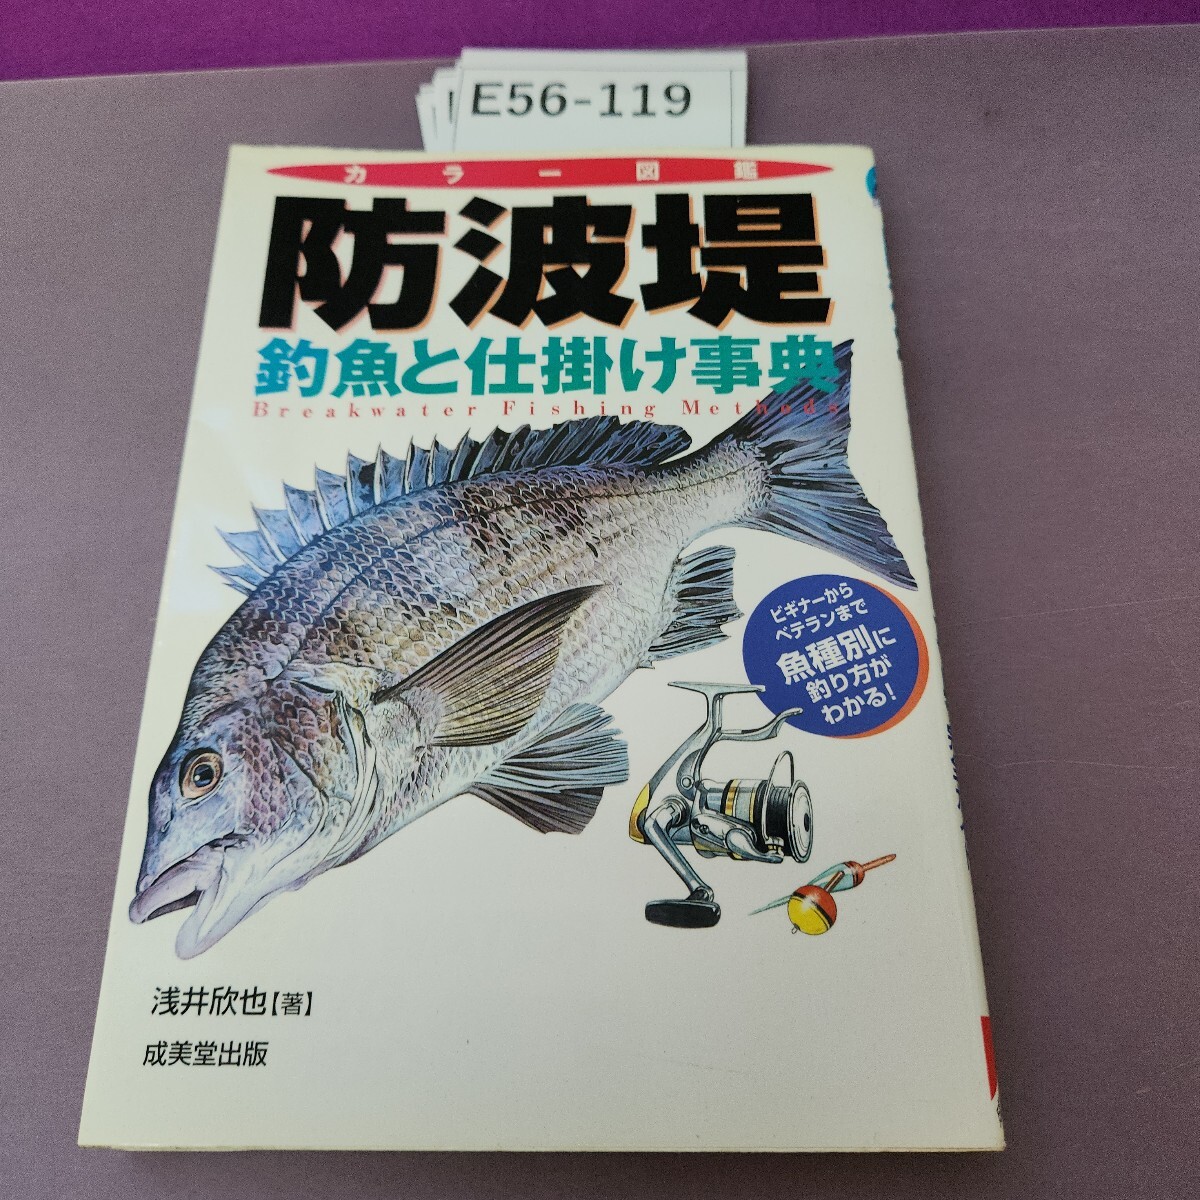 E56-119
カラー図鑑
防波堤
釣魚と仕掛け事典
Breakwater Fishing Methods
ビギナーから
ベテランまで
魚種別に
釣り方が
わかる!
浅井欣也【著】
成美堂出版